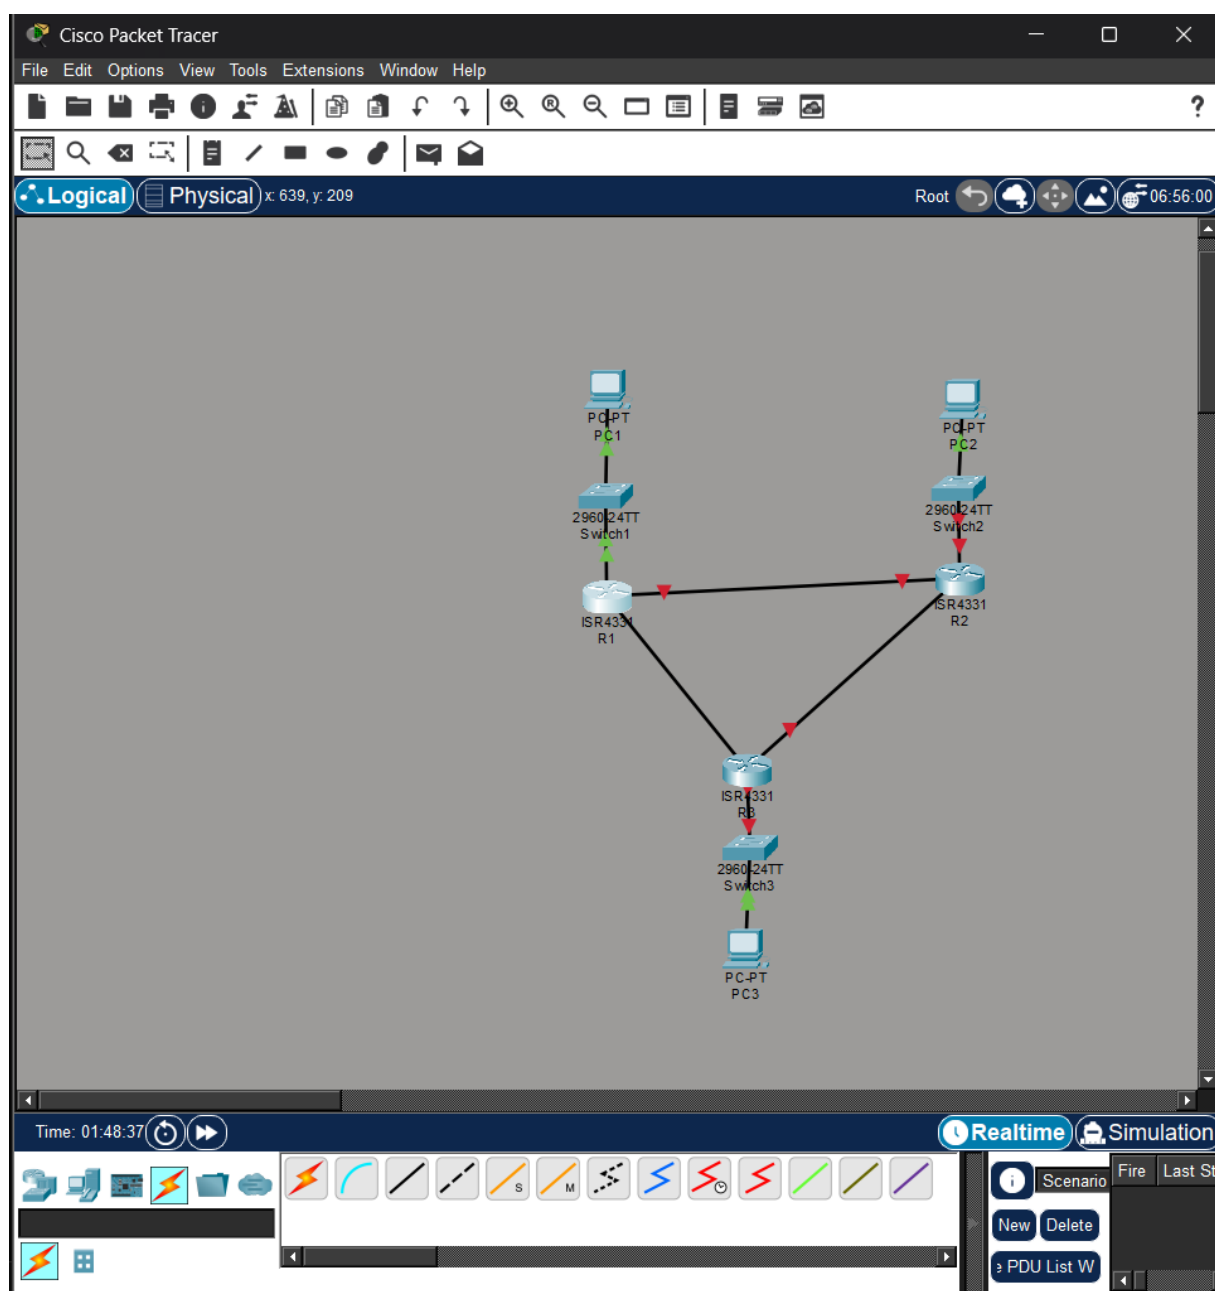 Cisco Packet Tracer
File Edit Options View Tools Extensions Window Help
?
Logical Physical x: 639, y: 209 Root 06:56:00
PC-PT
PC1
PC-PT
PC2
2960-24TT
Switch1
2960-24TT
Switch2
ISR4331
R1
ISR4331
R2
ISR4331
R3
2960-24TT
Switch3
PC-PT
PC3
Time: 01:48:37 Realtime Simulation
S M
Scenario Fire Last St
New Delete
e PDU List W